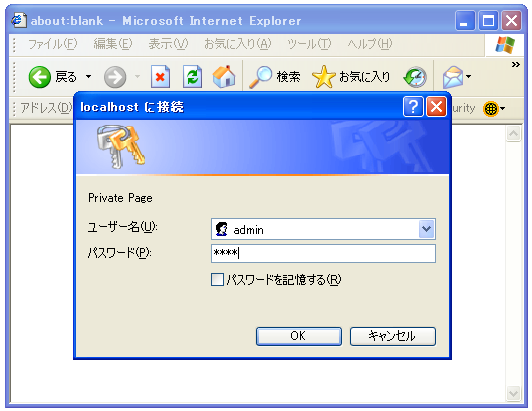 about:blank - Microsoft Internet Explorer
ファイル(F) 編集(E) 表示(V) お気に入り(A) ツール(T) ヘルプ(H)
戻る 検索 お気に入り
アドレス(D) urity
localhost に接続
Private Page
ユーザー名(U):
admin
パスワード(P):
****
パスワードを記憶する(R)
OK キャンセル